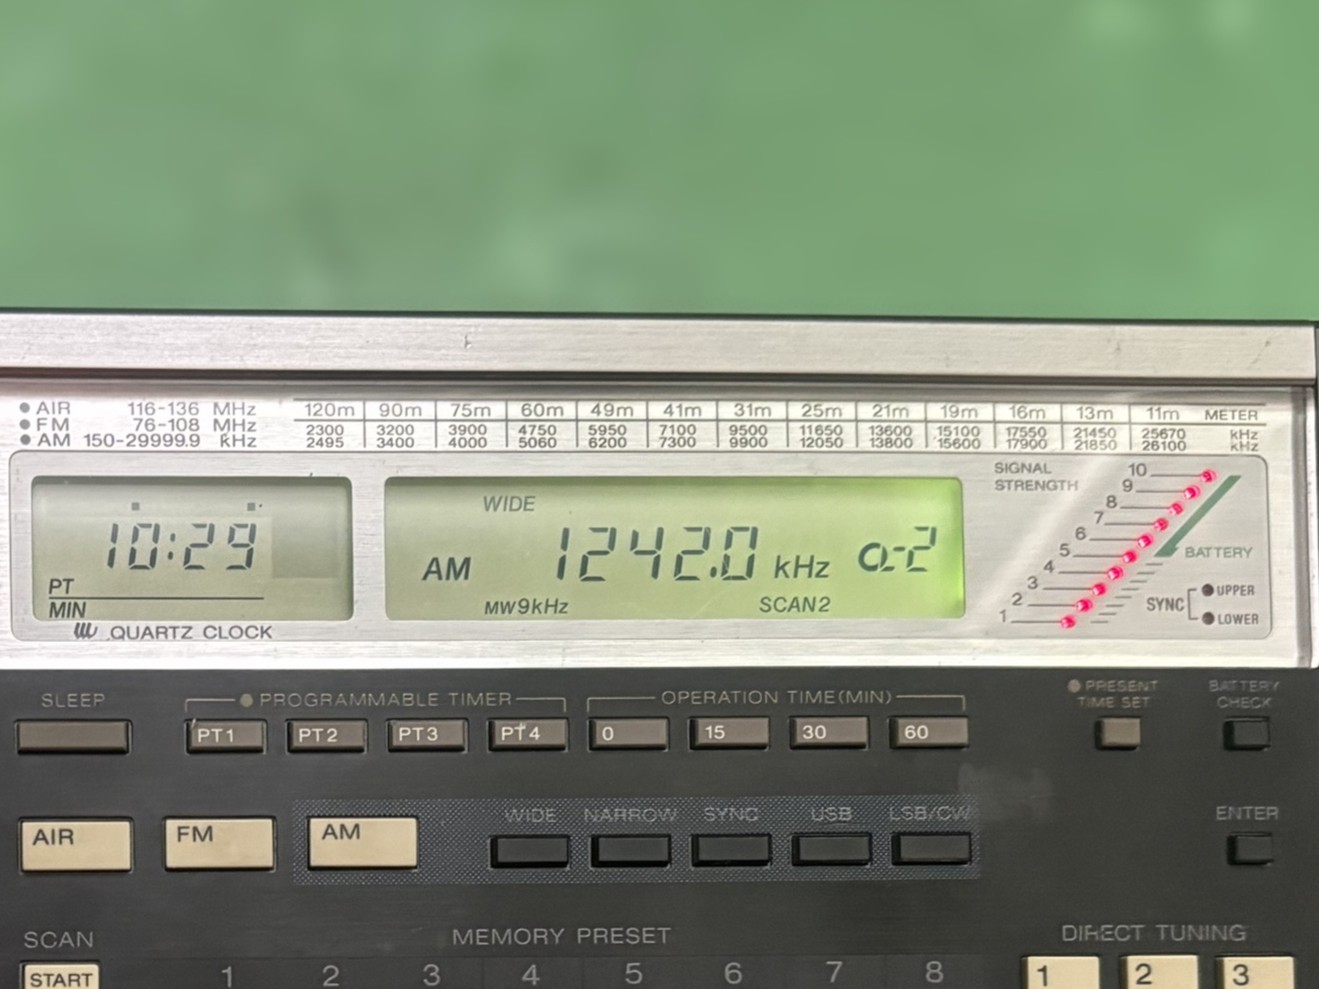 ● AIR 116-136 MHz
● FM 76-108 MHz
● AM 150-29999.9 kHz
120m 90m 75m 60m 49m 41m 31m 25m 21m 19m 16m 13m 11m METER
2300 3200 3900 4750 5950 7100 9500 11650 13600 15100 17550 21450 25670 kHz
2495 3400 4000 5060 6200 7300 9900 12050 13800 15600 17900 21850 26100 kHz
10:29
PT
MIN
QUARTZ CLOCK
WIDE
AM 1242.0 kHz a-2
MW9kHz SCAN2
SIGNAL
STRENGTH
10
9
8
7
6
5
4
3
2
1
BATTERY
SYNC UPPER
LOWER
SLEEP PROGRAMMABLE TIMER OPERATION TIME(MIN) PRESENT TIME SET BATTERY CHECK
PT1 PT2 PT3 PT4 0 15 30 60
AIR FM AM WIDE NARROW SYNC USB LSB/CW ENTER
SCAN MEMORY PRESET DIRECT TUNING
START 1 2 3 4 5 6 7 8 1 2 3